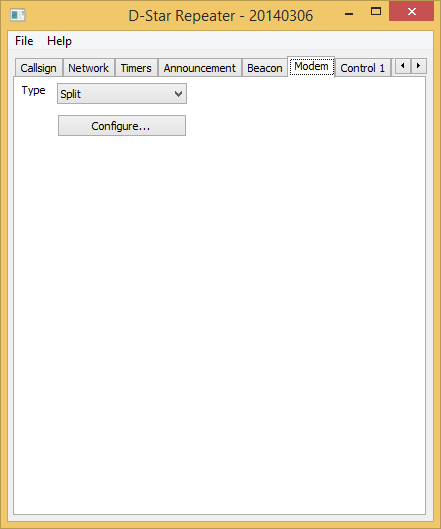 D-Star Repeater - 20140306
File Help
Callsign Network Timers Announcement Beacon Modem Control 1
Type Split
Configure...